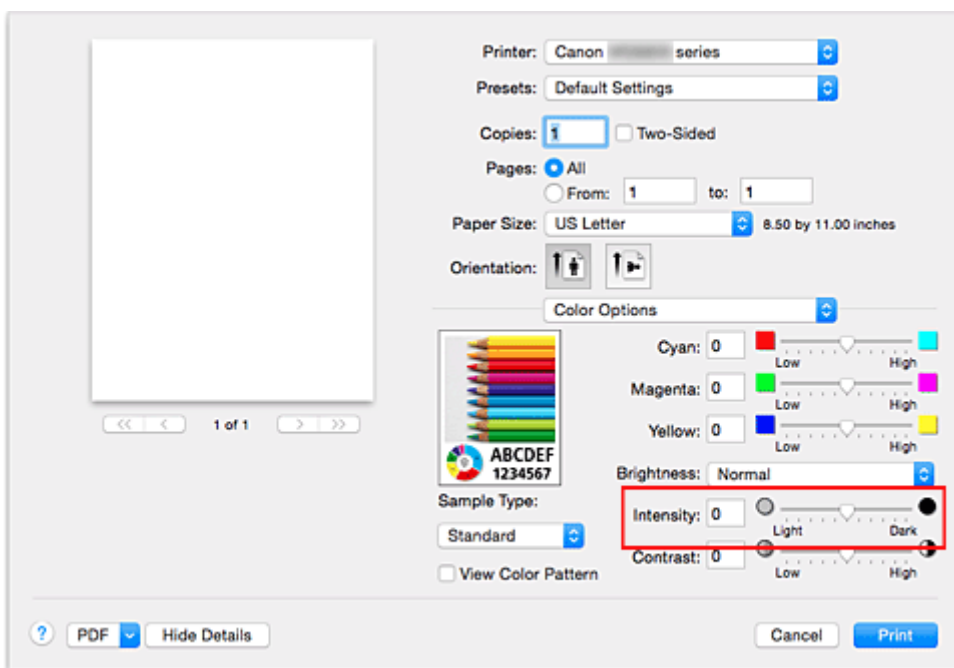 Printer: Canon series
Presets: Default Settings
Copies: 1 Two-Sided
Pages: All
From: 1 to: 1
Paper Size: US Letter 8.50 by 11.00 inches
Orientation:
Color Options
Cyan: 0
Low High
Magenta: 0
Low High
Yellow: 0
Low High
1 of 1
ABCDEF
1234567
Brightness: Normal
Sample Type:
Intensity: 0
Light Dark
Standard
Contrast: 0
Low High
View Color Pattern
? PDF Hide Details Cancel Print